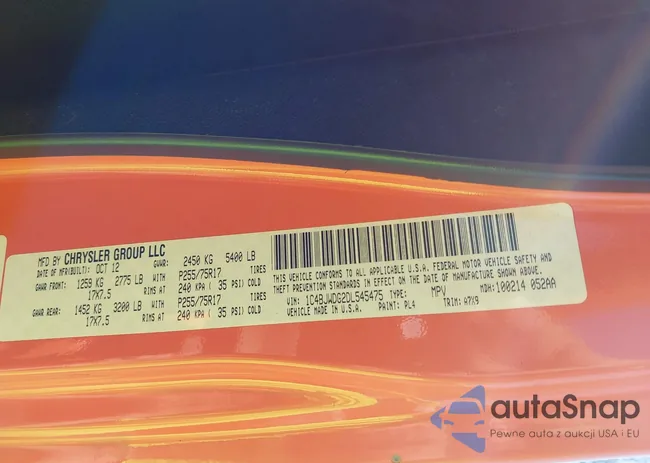 MFD BY CHRYSLER GROUP LLC
DATE OF MFR(BUILT): OCT 12 GVWR: 2450 KG 5400 LB
GAWR FRONT: 1259 KG 2775 LB WITH P255/75R17 TIRES
17X7.5 RIMS AT 240 KPA ( 35 PSI) COLD
GAWR REAR: 1452 KG 3200 LB WITH P255/75R17 TIRES
17X7.5 RIMS AT 240 KPA ( 35 PSI) COLD
THIS VEHICLE CONFORMS TO ALL APPLICABLE U.S.A. FEDERAL MOTOR VEHICLE SAFETY AND
THEFT PREVENTION STANDARDS IN EFFECT ON THE DATE OF MANUFACTURE SHOWN ABOVE.
VIN: 1C4BJWDG2DL545475 TYPE: MPV MDH: 100214 052AA
VEHICLE MADE IN U.S.A. PAINT: PL4 TRIM: A7X9
autaSnap
Pewne auta z aukcji USA i EU